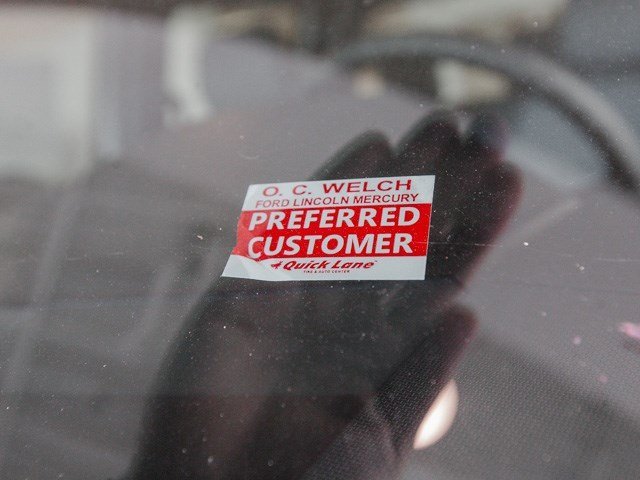 O. C. WELCH
FORD LINCOLN MERCURY
PREFERRED
CUSTOMER
Quick Lane
TIRE & AUTO CENTER